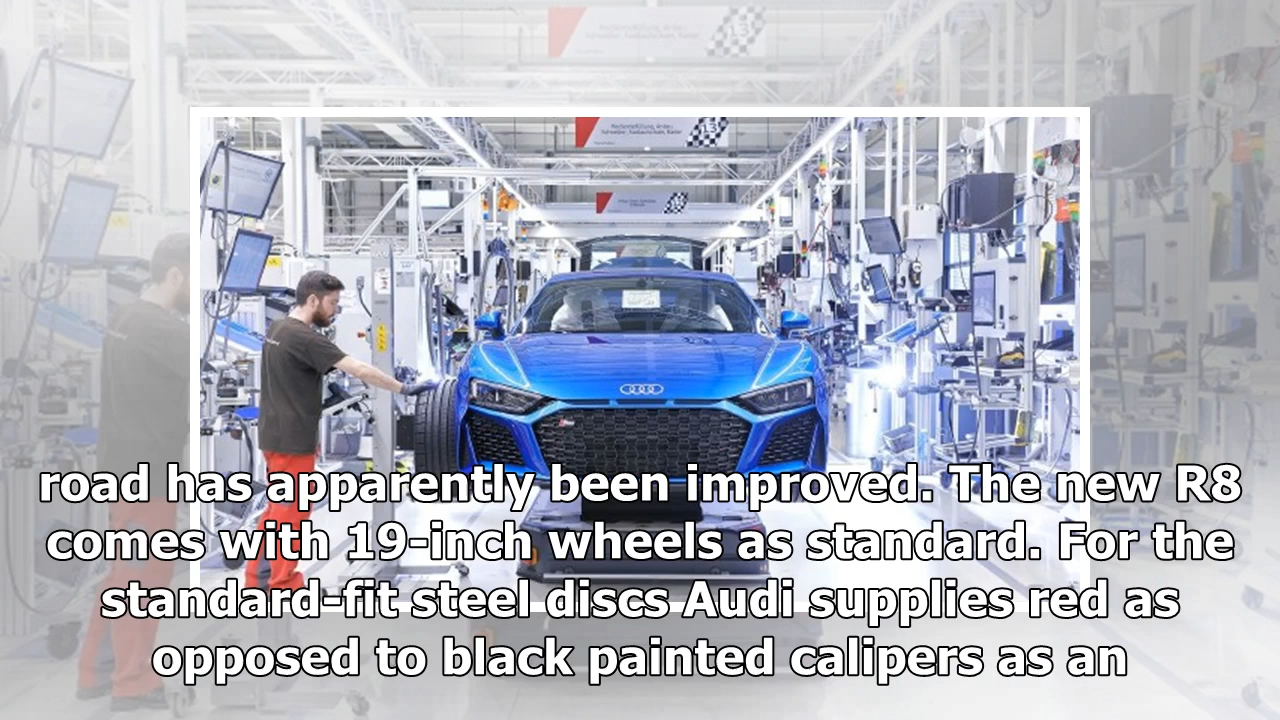 road has apparently been improved. The new R8
comes with 19-inch wheels as standard. For the
standard-fit steel discs Audi supplies red as
opposed to black painted calipers as an